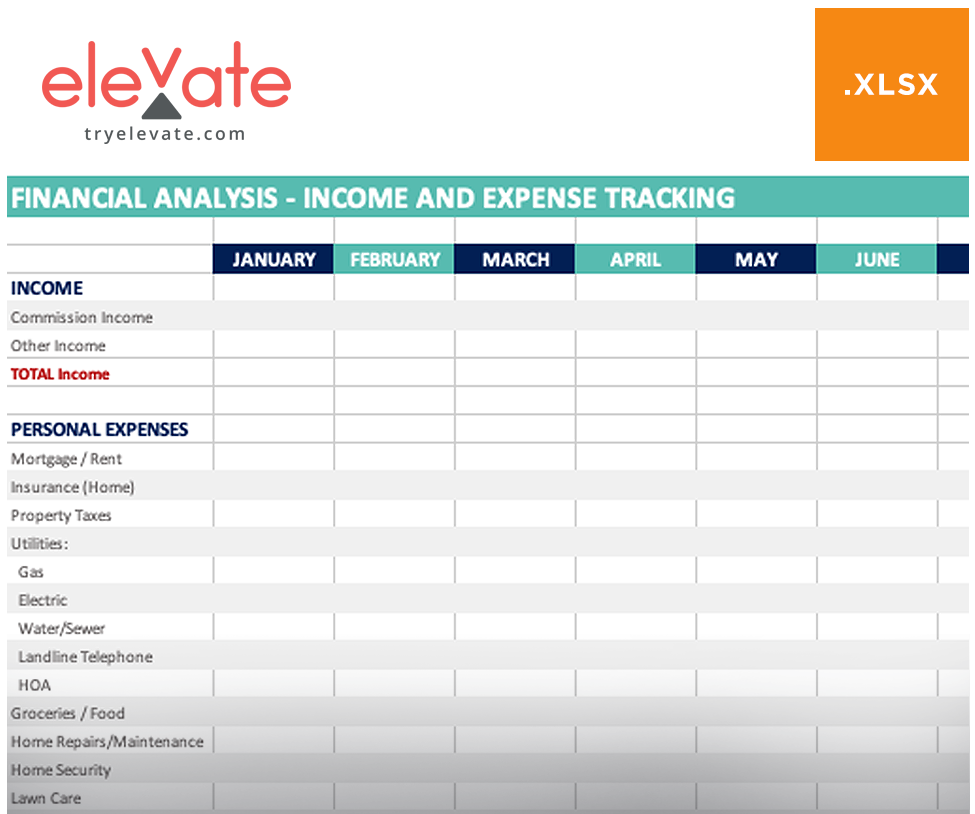 elevate
tryelevate.com
.XLSX
FINANCIAL ANALYSIS - INCOME AND EXPENSE TRACKING
JANUARY FEBRUARY MARCH APRIL MAY JUNE
INCOME
Commission Income
Other Income
TOTAL Income
PERSONAL EXPENSES
Mortgage / Rent
Insurance (Home)
Property Taxes
Utilities:
Gas
Electric
Water/Sewer
Landline Telephone
HOA
Groceries / Food
Home Repairs/Maintenance
Home Security
Lawn Care